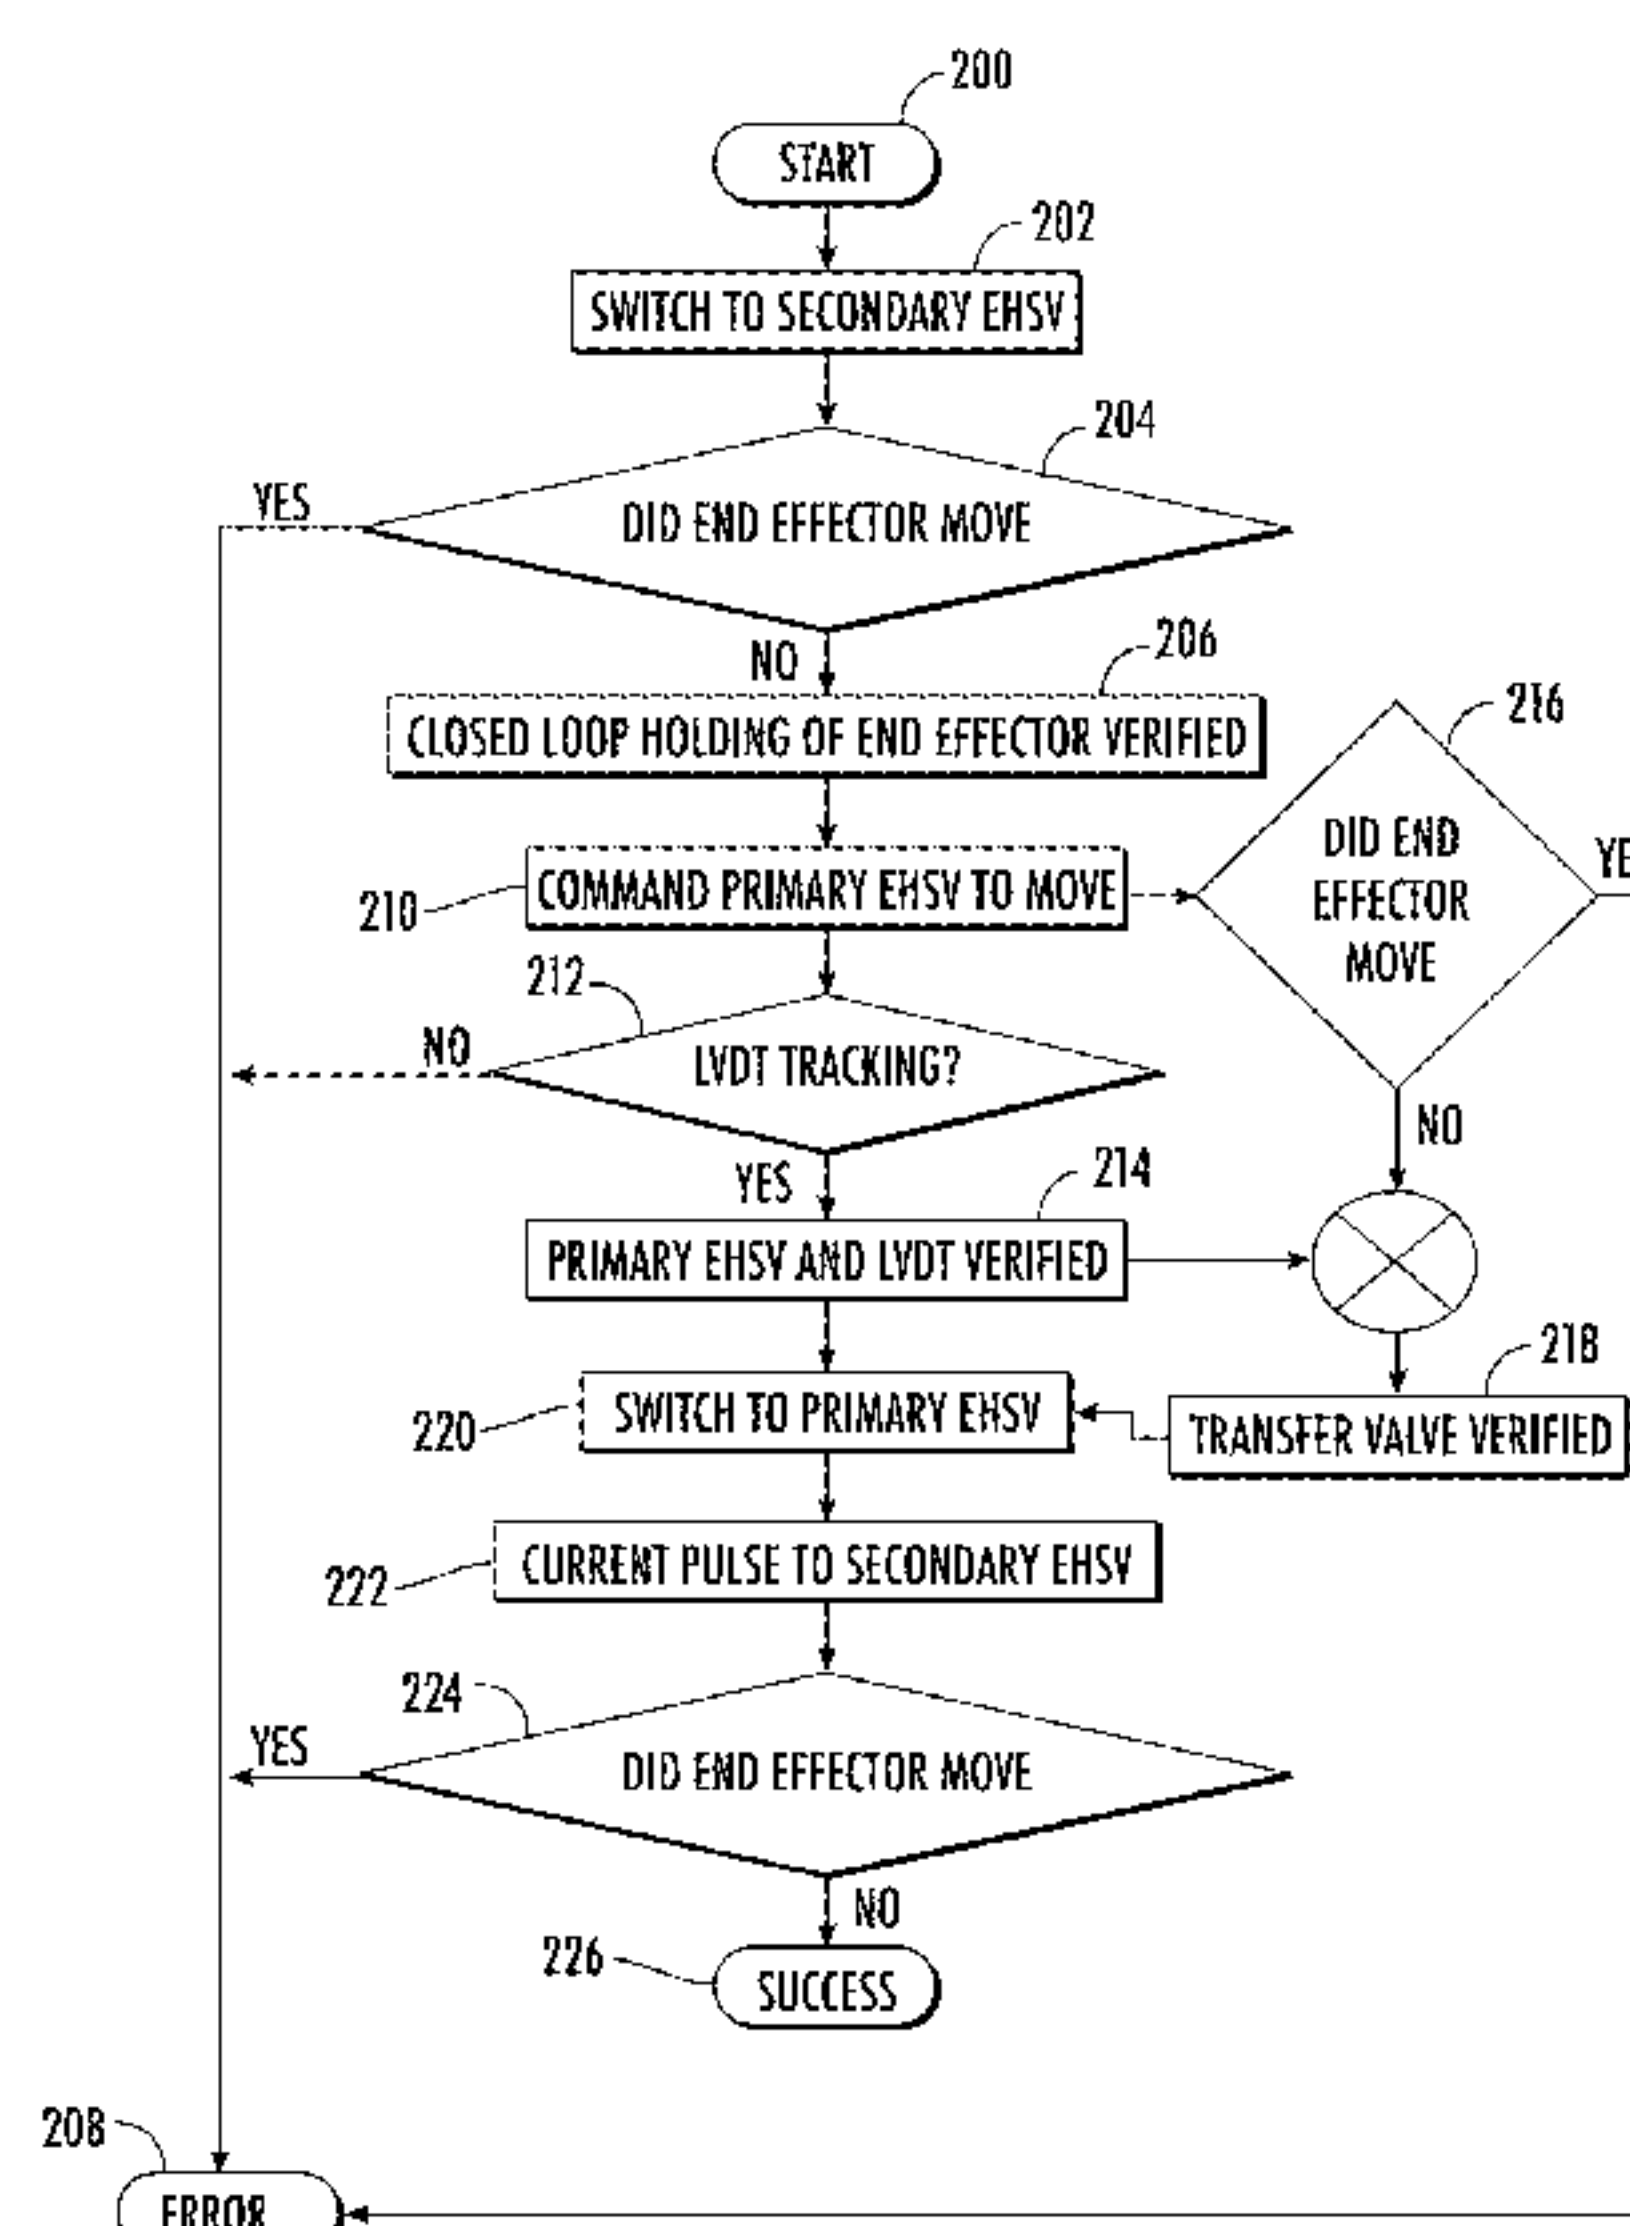 200
START
202
SWITCH TO SECONDARY EHSV
204
YES
DID END EFFECTOR MOVE
NO
206
CLOSED LOOP HOLDING OF END EFFECTOR VERIFIED
216
DID END
EFFECTOR
MOVE
YE
210
COMMAND PRIMARY EHSV TO MOVE
212
NO
LVDT TRACKING?
NO
YES
214
PRIMARY EHSV AND LVDT VERIFIED
218
220
SWITCH TO PRIMARY EHSV
TRANSFER VALVE VERIFIED
222
CURRENT PULSE TO SECONDARY EHSV
224
YES
DID END EFFECTOR MOVE
NO
226
SUCCESS
208
ERROR